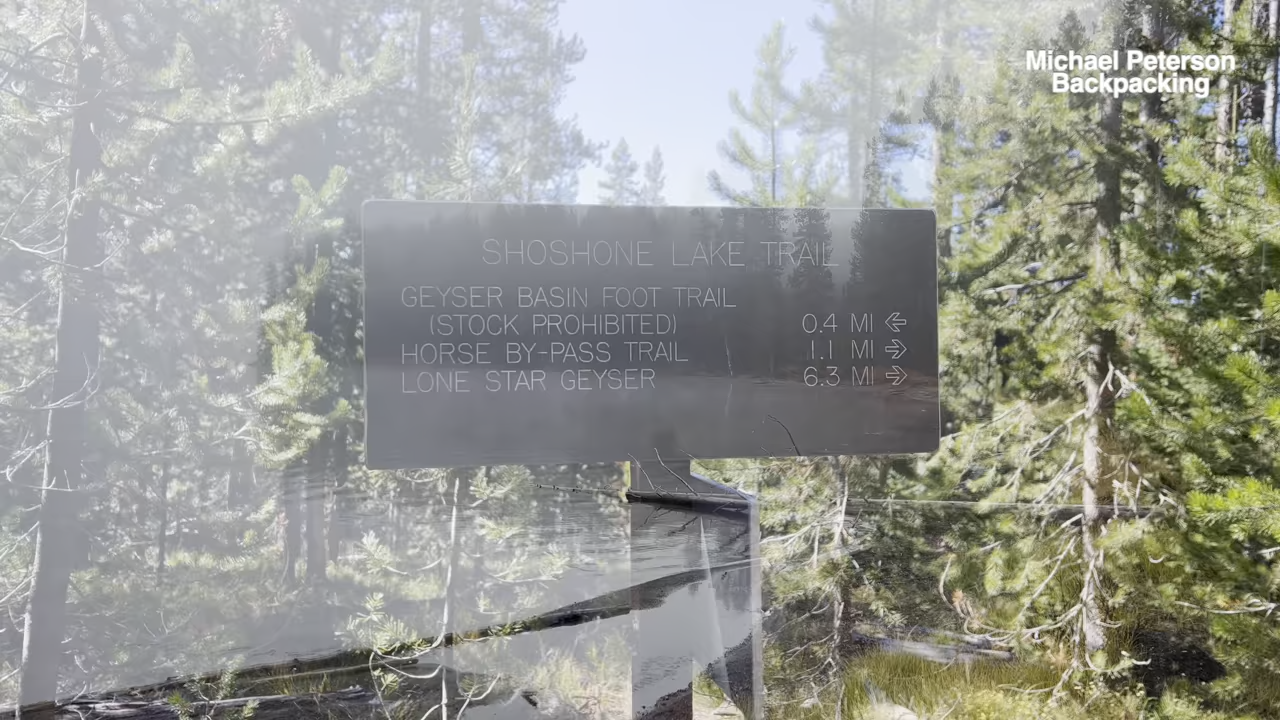 Michael Peterson
Backpacking
SHOSHONE LAKE TRAIL
GEYSER BASIN FOOT TRAIL
(STOCK PROHIBITED) 0.4 MI ←
HORSE BY-PASS TRAIL 1.1 MI →
LONE STAR GEYSER 6.3 MI →